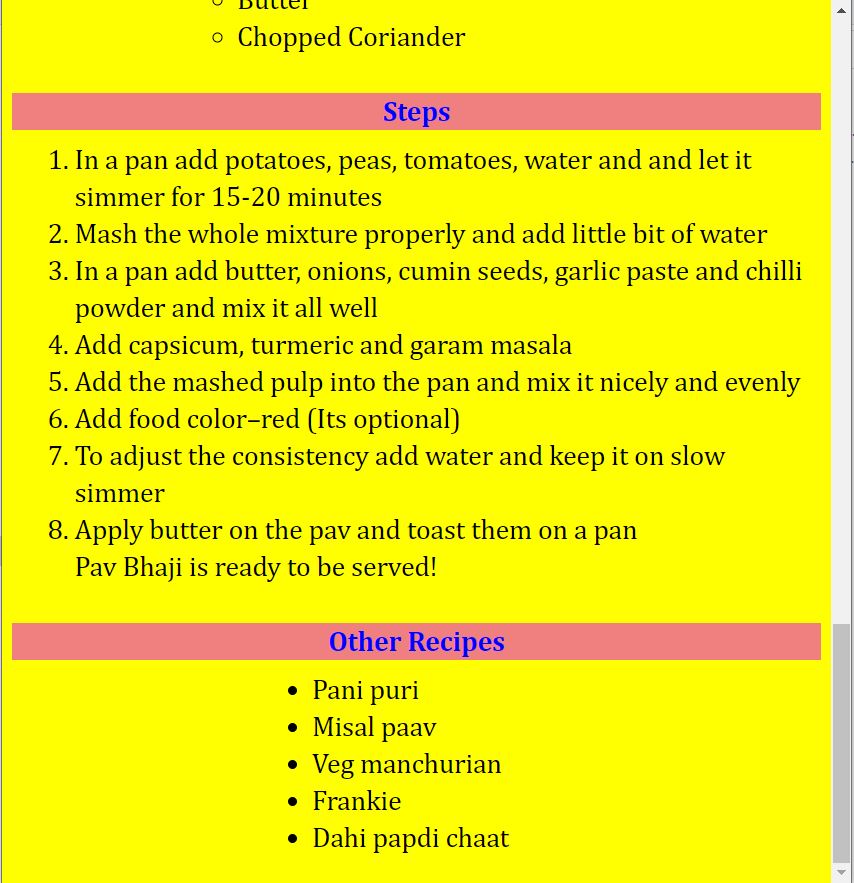 Butter
Chopped Coriander
Steps
1. In a pan add potatoes, peas, tomatoes, water and and let it
simmer for 15-20 minutes
2. Mash the whole mixture properly and add little bit of water
3. In a pan add butter, onions, cumin seeds, garlic paste and chilli
powder and mix it all well
4. Add capsicum, turmeric and garam masala
5. Add the mashed pulp into the pan and mix it nicely and evenly
6. Add food color–red (Its optional)
7. To adjust the consistency add water and keep it on slow
simmer
8. Apply butter on the pav and toast them on a pan
Pav Bhaji is ready to be served!
Other Recipes
Pani puri
Misal paav
Veg manchurian
Frankie
Dahi papdi chaat